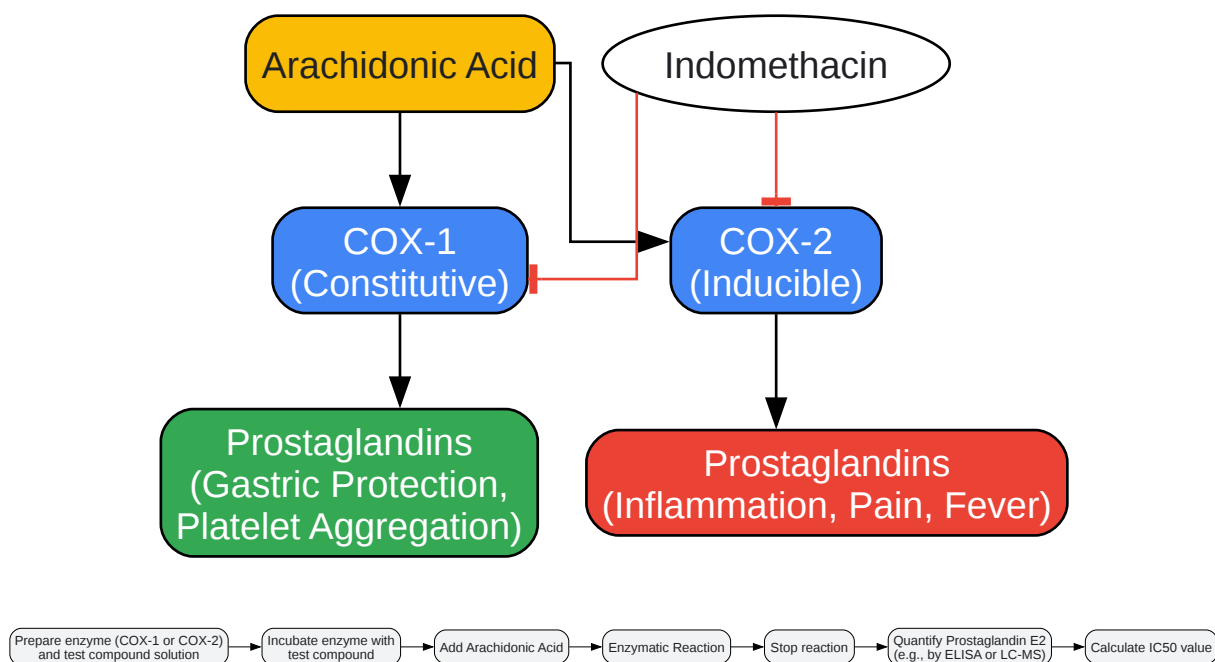 Arachidonic Acid
Indomethacin
COX-1
(Constitutive)
COX-2
(Inducible)
Prostaglandins
(Gastric Protection,
Platelet Aggregation)
Prostaglandins
(Inflammation, Pain, Fever)
Prepare enzyme (COX-1 or COX-2)
and test compound solution
Incubate enzyme with
test compound
Add Arachidonic Acid
Enzymatic Reaction
Stop reaction
Quantify Prostaglandin E2
(e.g., by ELISA or LC-MS)
Calculate IC50 value